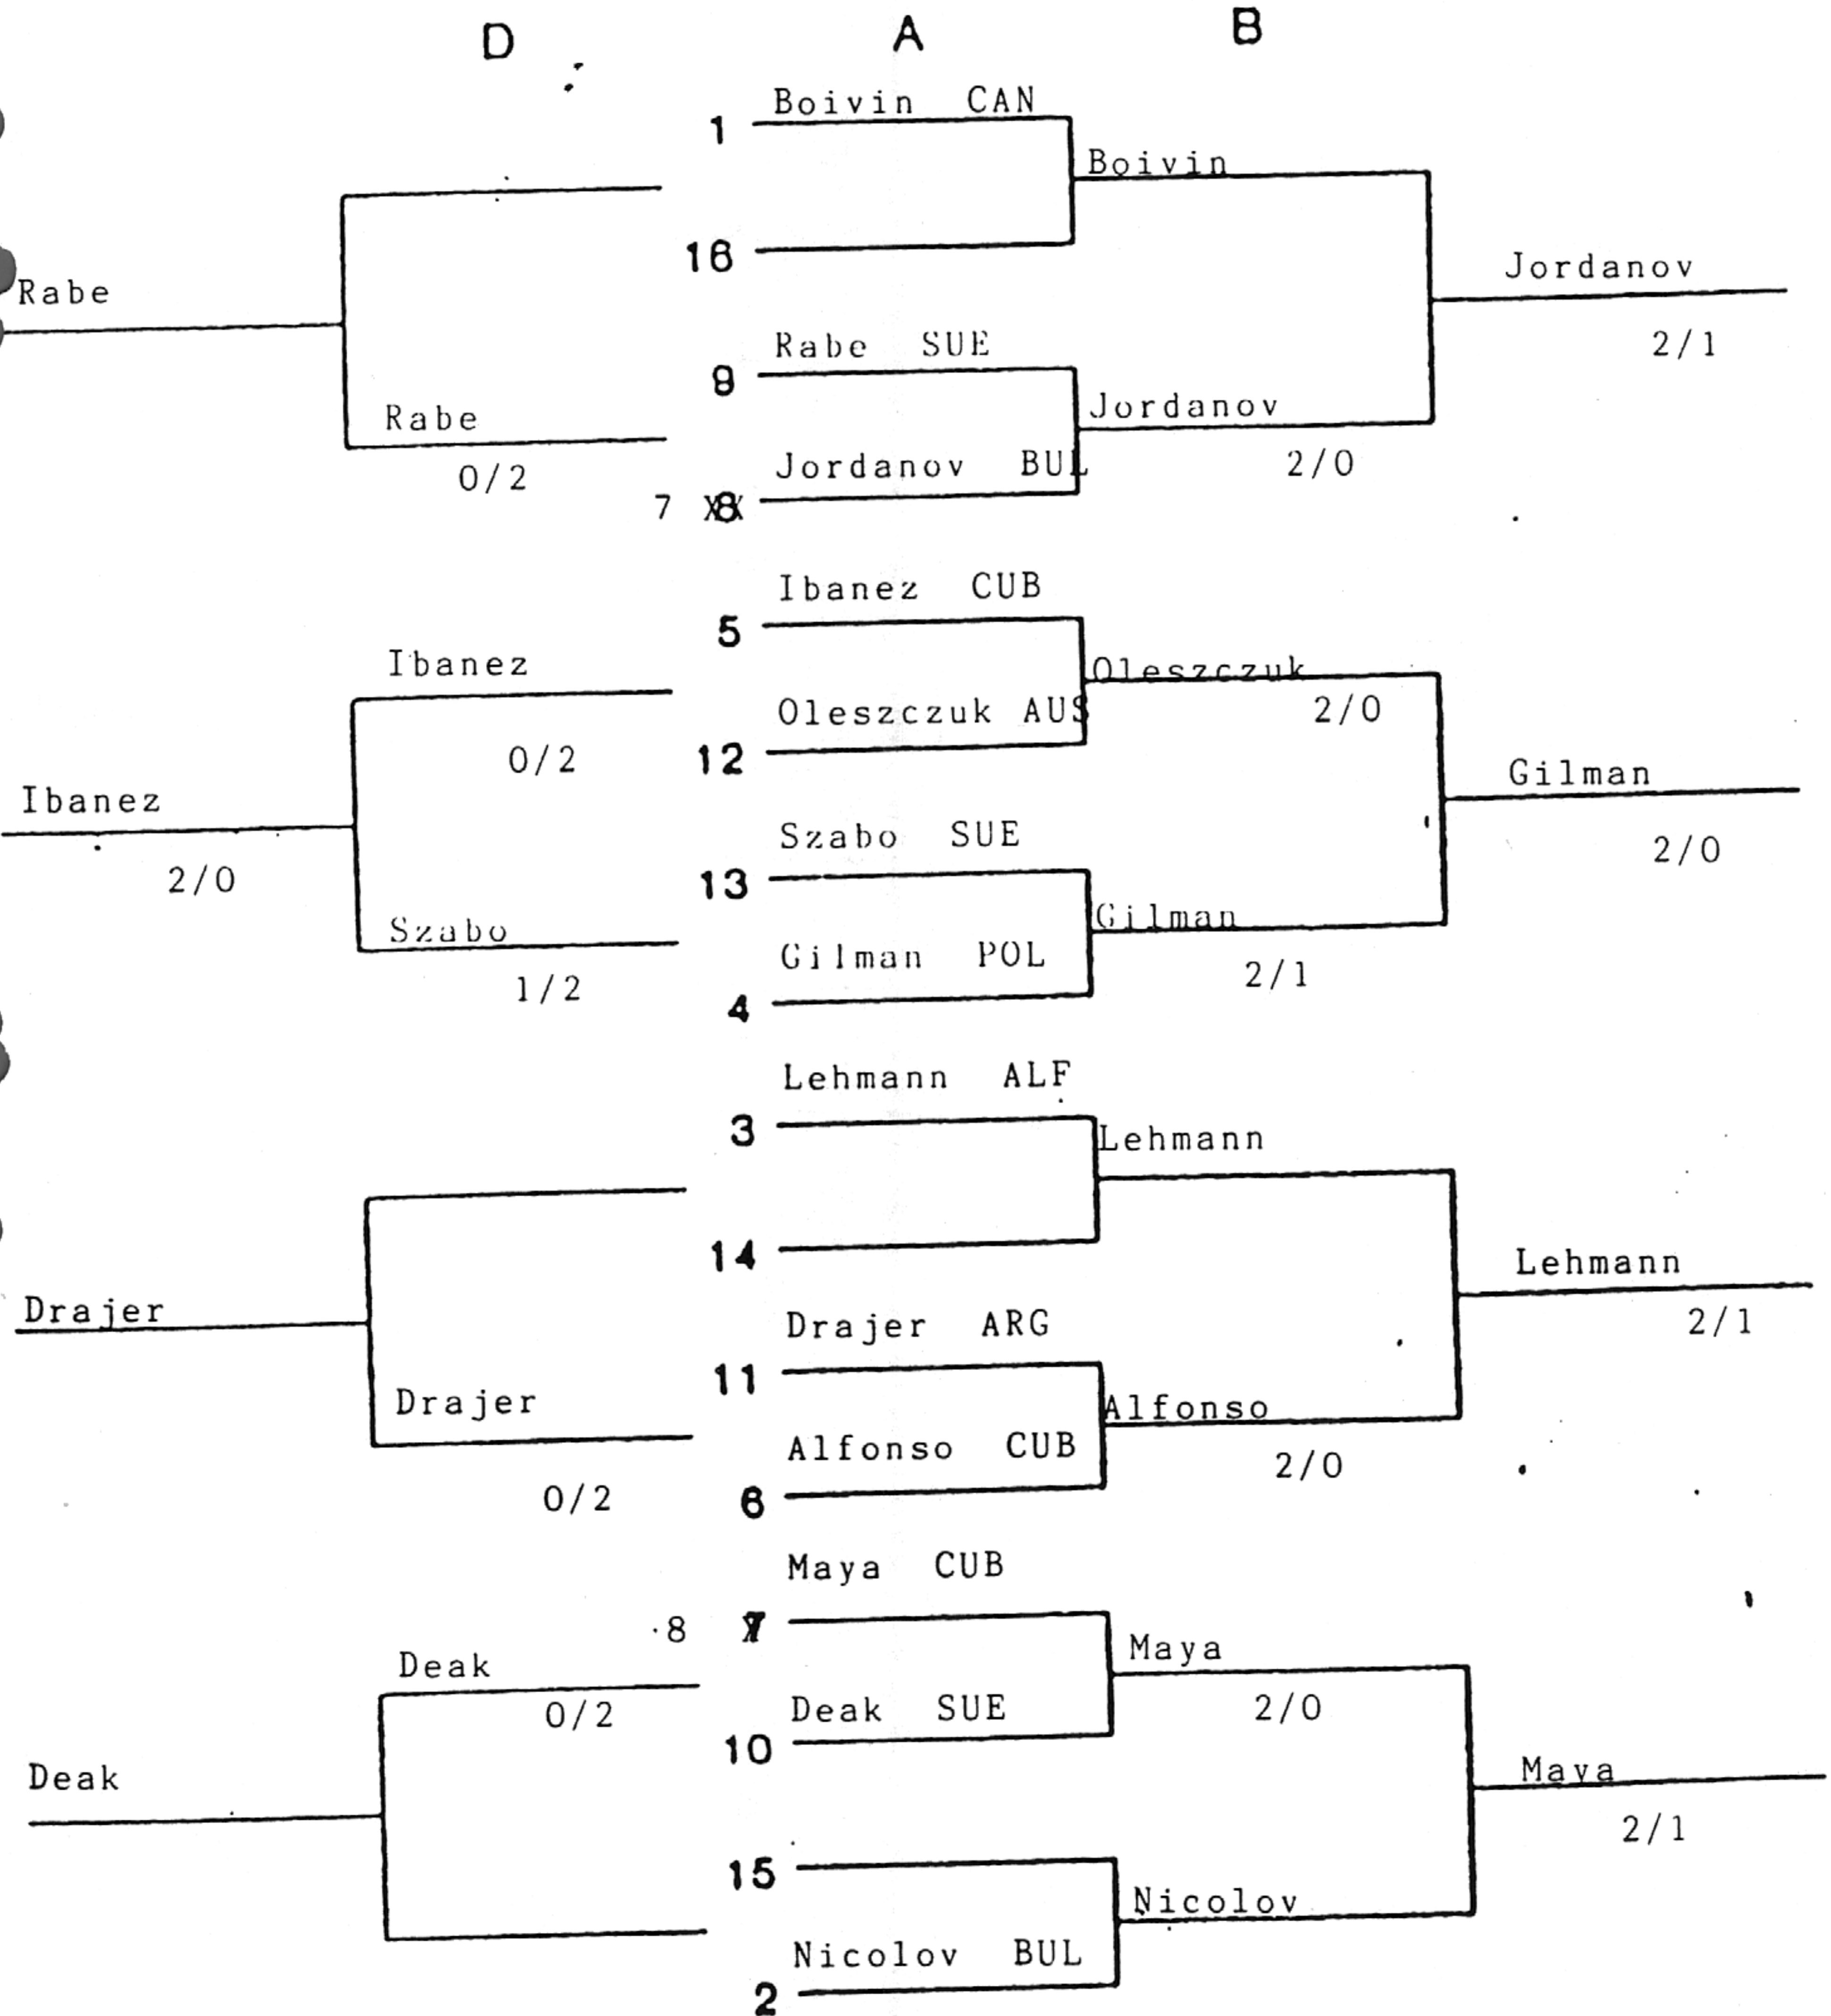 D A B
Boivin CAN
1
Boivin
16
Jordanov
Rabe
Rabe SUE
2/1
9
Rabe
Jordanov
0/2
Jordanov BUL
2/0
7
8
Ibanez CUB
5
Ibanez
Oleszczuk
Oleszczuk AUS
2/0
0/2
12
Gilman
Ibanez
Szabo SUE
2/0
2/0
13
Szabo
Gilman
Gilman POL
1/2
2/1
4
Lehmann ALF
3
Lehmann
14
Lehmann
Drajer
Drajer ARG
2/1
11
Drajer
Alfonso
Alfonso CUB
2/0
0/2
6
Maya CUB
8 7
Deak
Maya
0/2
Deak SUE
2/0
10
Deak
Maya
2/1
15
Nicolov
Nicolov BUL
2